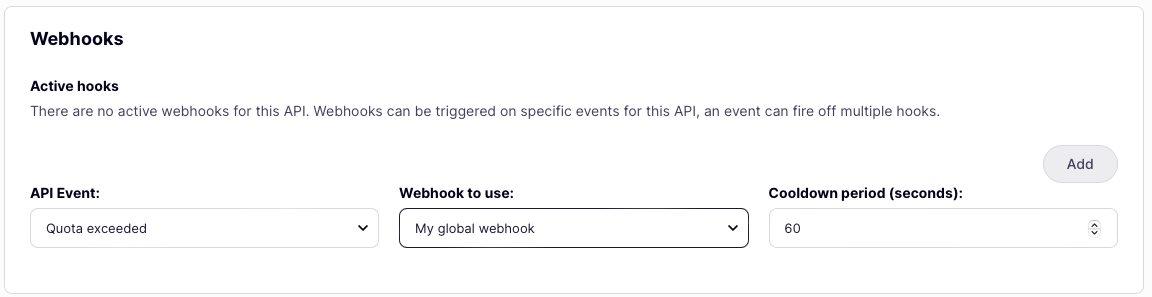 Webhooks
Active hooks
There are no active webhooks for this API. Webhooks can be triggered on specific events for this API, an event can fire off multiple hooks.
Add
API Event:
Webhook to use:
Cooldown period (seconds):
Quota exceeded
My global webhook
60